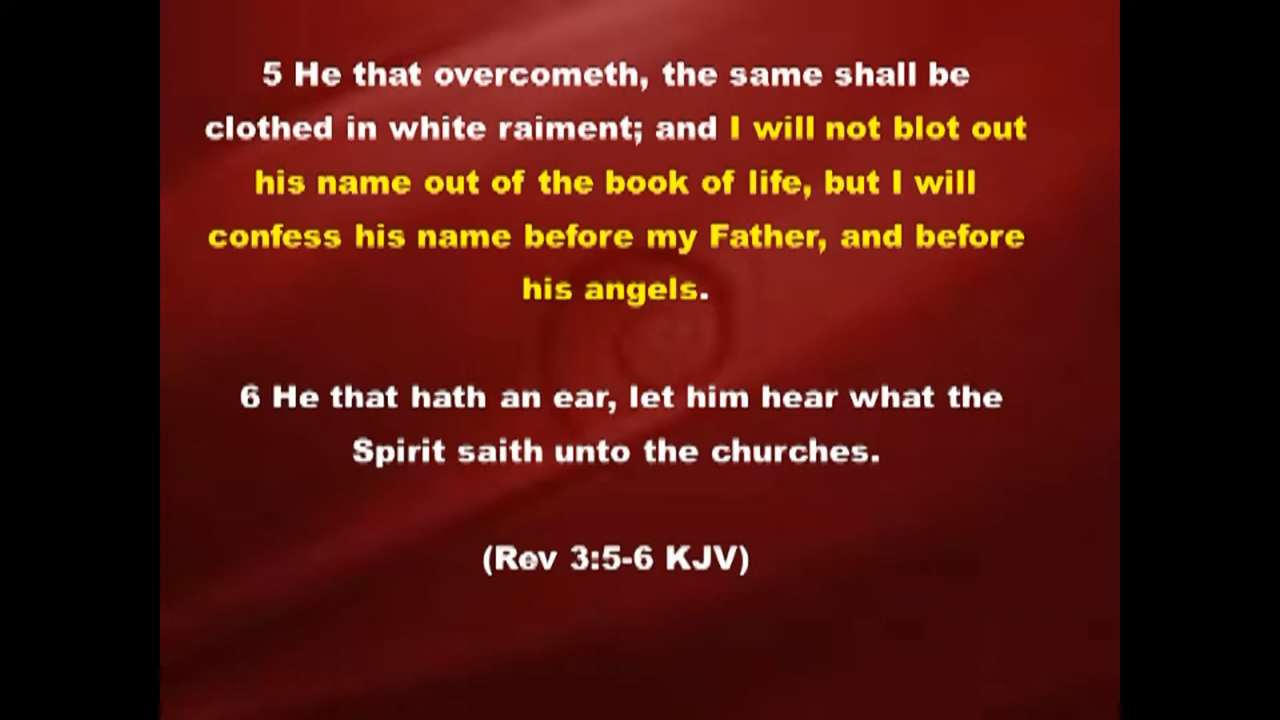 5 He that overcometh, the same shall be
clothed in white raiment; and I will not blot out
his name out of the book of life, but I will
confess his name before my Father, and before
his angels.
6 He that hath an ear, let him hear what the
Spirit saith unto the churches.
(Rev 3:5-6 KJV)